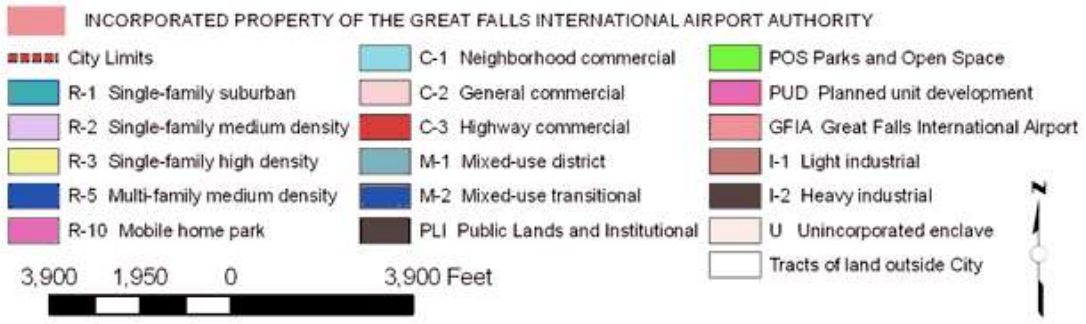 INCORPORATED PROPERTY OF THE GREAT FALLS INTERNATIONAL AIRPORT AUTHORITY
City Limits
R-1 Single-family suburban
R-2 Single-family medium density
R-3 Single-family high density
R-5 Multi-family medium density
R-10 Mobile home park
C-1 Neighborhood commercial
C-2 General commercial
C-3 Highway commercial
M-1 Mixed-use district
M-2 Mixed-use transitional
PLI Public Lands and Institutional
POS Parks and Open Space
PUD Planned unit development
GFIA Great Falls International Airport
I-1 Light industrial
I-2 Heavy industrial
U Unincorporated enclave
Tracts of land outside City
3,900 1,950 0 3,900 Feet
N